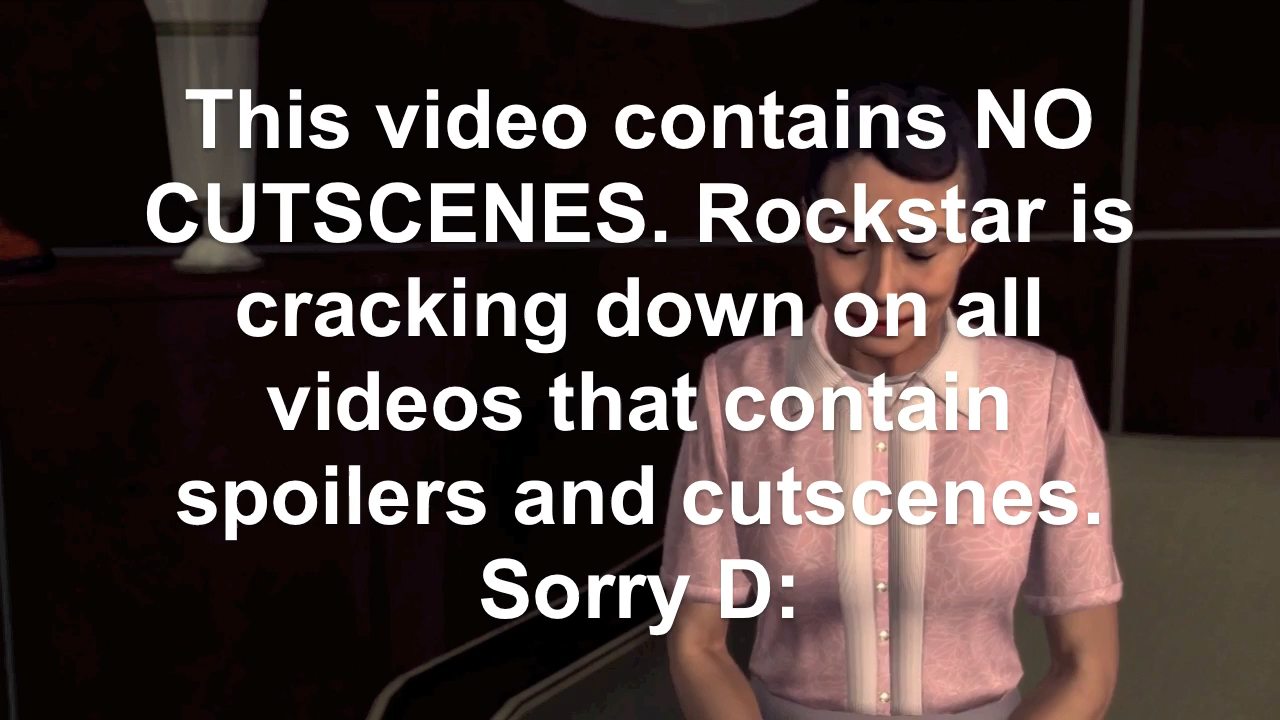 This video contains NO
CUTSCENES. Rockstar is
cracking down on all
videos that contain
spoilers and cutscenes.
Sorry D: